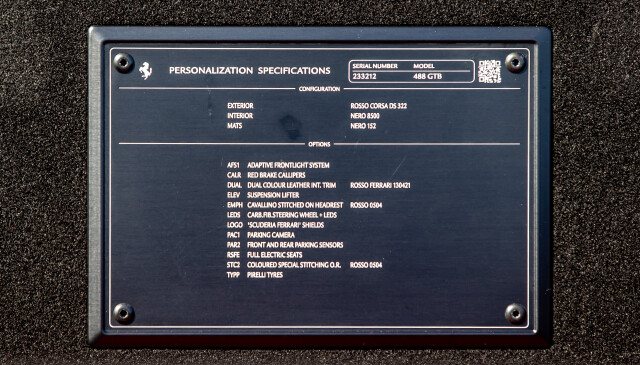 PERSONALIZATION SPECIFICATIONS
SERIAL NUMBER MODEL
233212 488 GTB
CONFIGURATION
EXTERIOR ROSSO CORSA DS 322
INTERIOR NERO 8500
MATS NERO 152
OPTIONS
AFS1 ADAPTIVE FRONTLIGHT SYSTEM
CALR RED BRAKE CALLIPERS
DUAL DUAL COLOUR LEATHER INT. TRIM ROSSO FERRARI 130421
ELEV SUSPENSION LIFTER
EMPH CAVALLINO STITCHED ON HEADREST ROSSO 0504
LEDS CARB.FIB.STEERING WHEEL + LEDS
LOGO 'SCUDERIA FERRARI' SHIELDS
PAC1 PARKING CAMERA
PAR2 FRONT AND REAR PARKING SENSORS
RSFE FULL ELECTRIC SEATS
STC2 COLOURED SPECIAL STITCHING O.R. ROSSO 0504
TYPP PIRELLI TYRES